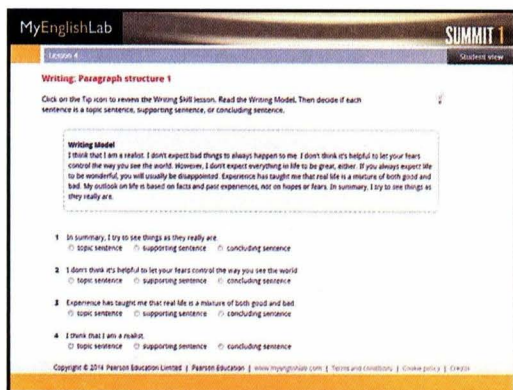 MyEnglishLab
SUMMIT 1
Lesson 4
Student view
Writing: Paragraph structure 1
Click on the Tip icon to review the Writing Skill lesson. Read the Writing Model. Then decide if each
sentence is a topic sentence, supporting sentence, or concluding sentence.
Writing Model
I think that I am a realist. I don't expect bad things to always happen to me. I don't think it's helpful to let your fears
control the way you see the world. However, I don't expect everything in life to be great, either. If you always expect life
to be wonderful, you will usually be disappointed. Experience has taught me that real life is a mixture of both good and
bad. My outlook on life is based on facts and past experiences, not on hopes or fears. In summary, I try to see things as
they really are.
1 In summary, I try to see things as they really are.
topic sentence supporting sentence concluding sentence
2 I don't think it's helpful to let your fears control the way you see the world
topic sentence supporting sentence concluding sentence
3 Experience has taught me that real life is a mixture of both good and bad
topic sentence supporting sentence concluding sentence
4 I think that I am a realist.
topic sentence supporting sentence concluding sentence
Copyright © 2014 Pearson Education Limited | Pearson Education | www.myenglishlab.com | Terms and conditions | Cookie policy | Credits